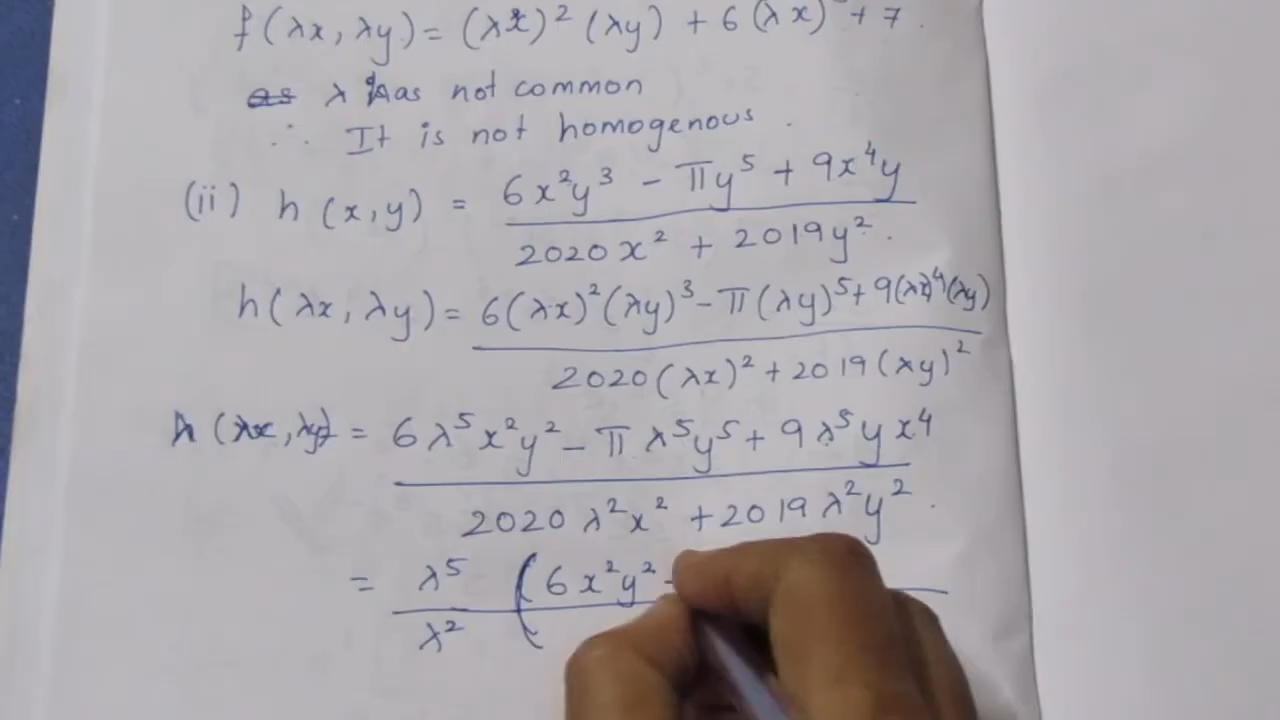 f(λx, λy) = (λx)² (λy) + 6(λx) + 7.
λ has not common
∴ It is not homogenous.
(ii) h(x,y) = 6x²y³ - πy⁵ + 9x⁴y
2020x² + 2019y².
h(λx, λy) = 6(λx)²(λy)³ - π(λy)⁵ + 9(λx)⁴(λy)
2020(λx)² + 2019(λy)²
h(λx, λy) = 6λ⁵x²y² - πλ⁵y⁵ + 9λ⁵yx⁴
2020λ²x² + 2019λ²y².
= λ⁵ (6x²y² -
λ²